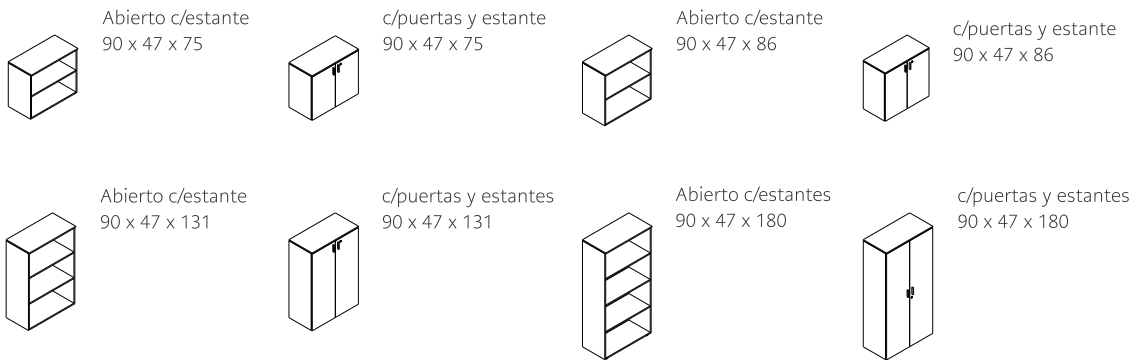 Abierto c/estante
90 x 47 x 75
c/puertas y estante
90 x 47 x 75
Abierto c/estante
90 x 47 x 86
c/puertas y estante
90 x 47 x 86
Abierto c/estante
90 x 47 x 131
c/puertas y estantes
90 x 47 x 131
Abierto c/estantes
90 x 47 x 180
c/puertas y estantes
90 x 47 x 180